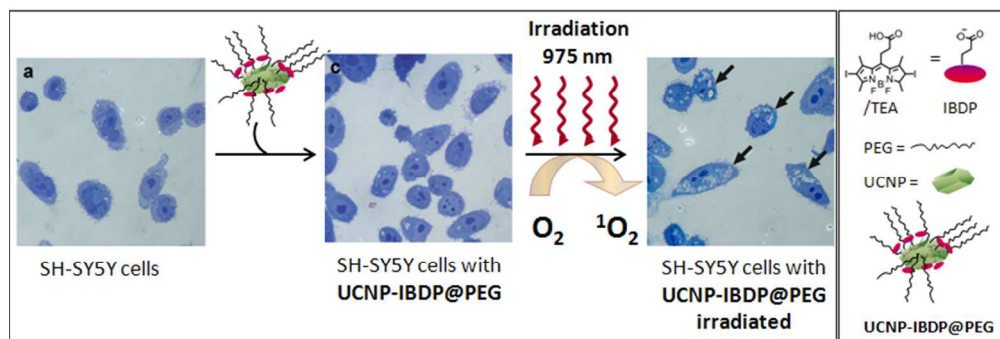 a
SH-SY5Y cells
c
SH-SY5Y cells with
UCNP-IBDP@PEG
Irradiation
975 nm
O₂ ¹O₂
SH-SY5Y cells with
UCNP-IBDP@PEG
irradiated
HO O
I N B N I
F F
/TEA
=
O⁻ O
IBDP
PEG =
UCNP =
UCNP-IBDP@PEG